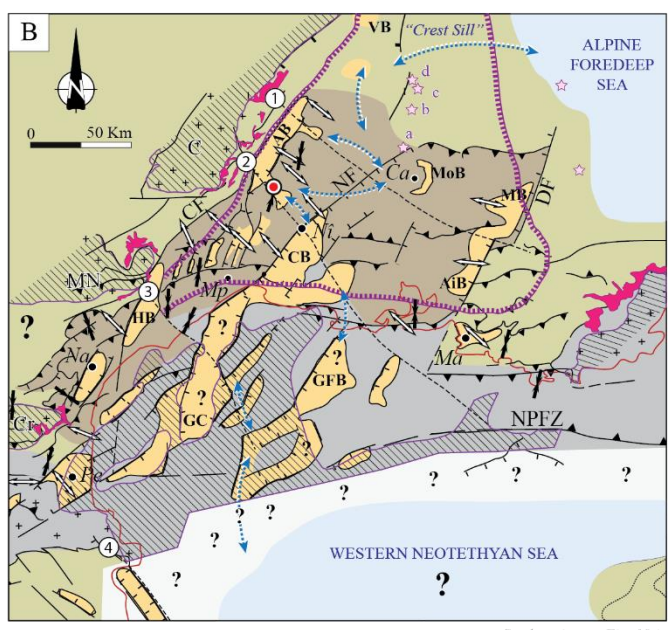 B
VB
"Crest Sill"
ALPINE
FOREDEEP
SEA
N
d
c
b
a
1
0 50 Km
AB
C
2
NF
Ca
MoB
MB
DF
CF
Ni
CB
MN
Mp
AiB
3
HB
?
?
Na
?
GFB
Ma
?
GC
Cr
NPFZ
?
Pe
?
?
?
?
?
?
?
?
?
4
?
WESTERN NEOTETHYAN SEA
?
?